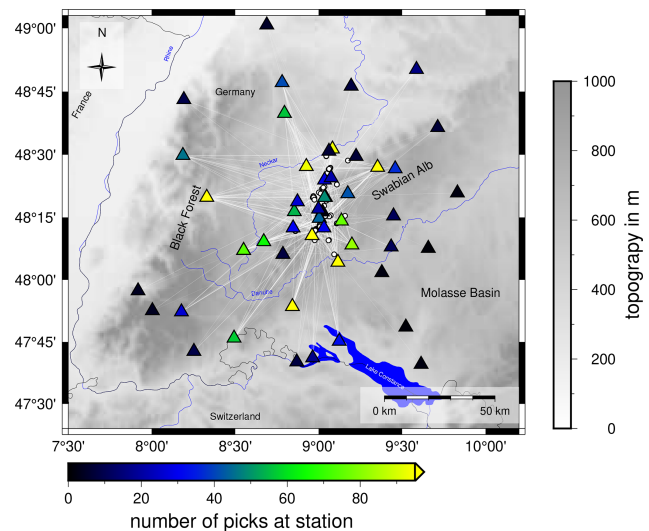 49°00'
48°45'
48°30'
48°15'
48°00'
47°45'
47°30'
7°30'
8°00'
8°30'
9°00'
9°30'
10°00'
N
France
Rhine
Germany
Neckar
Swabian Alb
Black Forest
Danube
Molasse Basin
Lake Constance
Switzerland
0 km
50 km
1000
800
600
400
200
0
topograpy in m
0
20
40
60
80
number of picks at station